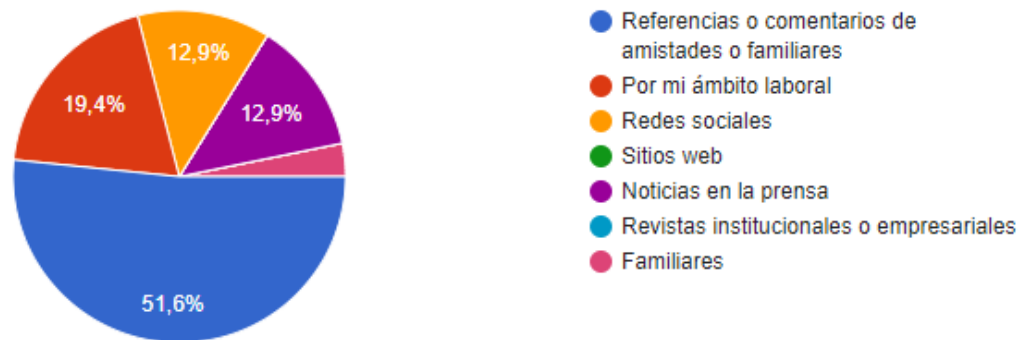 12,9%
19,4%
12,9%
51,6%
Referencias o comentarios de
amistades o familiares
Por mi ámbito laboral
Redes sociales
Sitios web
Noticias en la prensa
Revistas institucionales o empresariales
Familiares